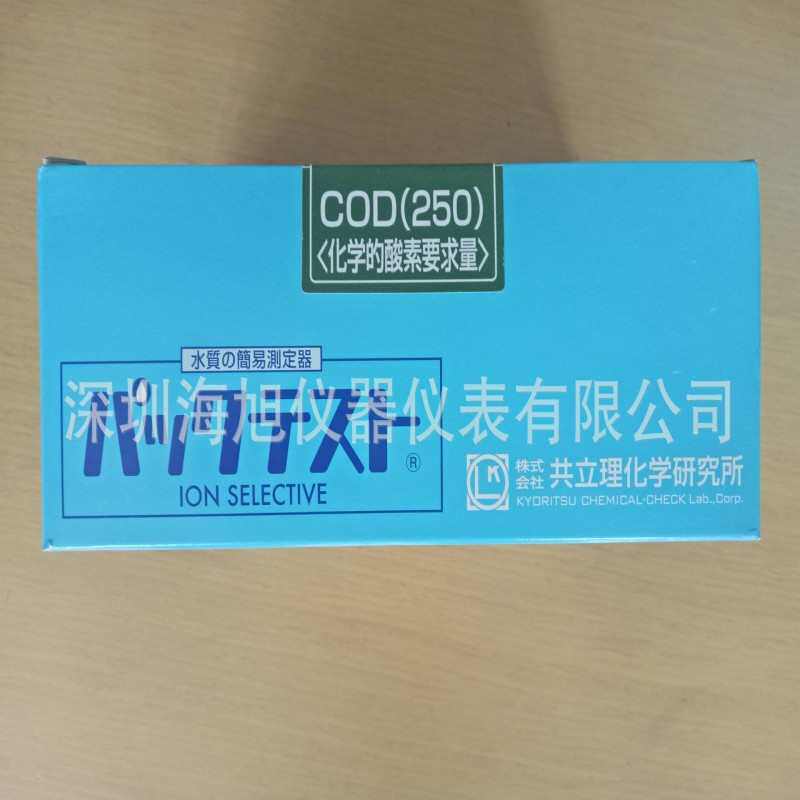 COD(250)
〈化学的酸素要求量〉
水質の簡易測定器
パックテスト®
深圳海旭仪器仪表有限公司
ION SELECTIVE
LK
株式会社 共立理化学研究所
KYORITSU CHEMICAL-CHECK Lab.,Corp.